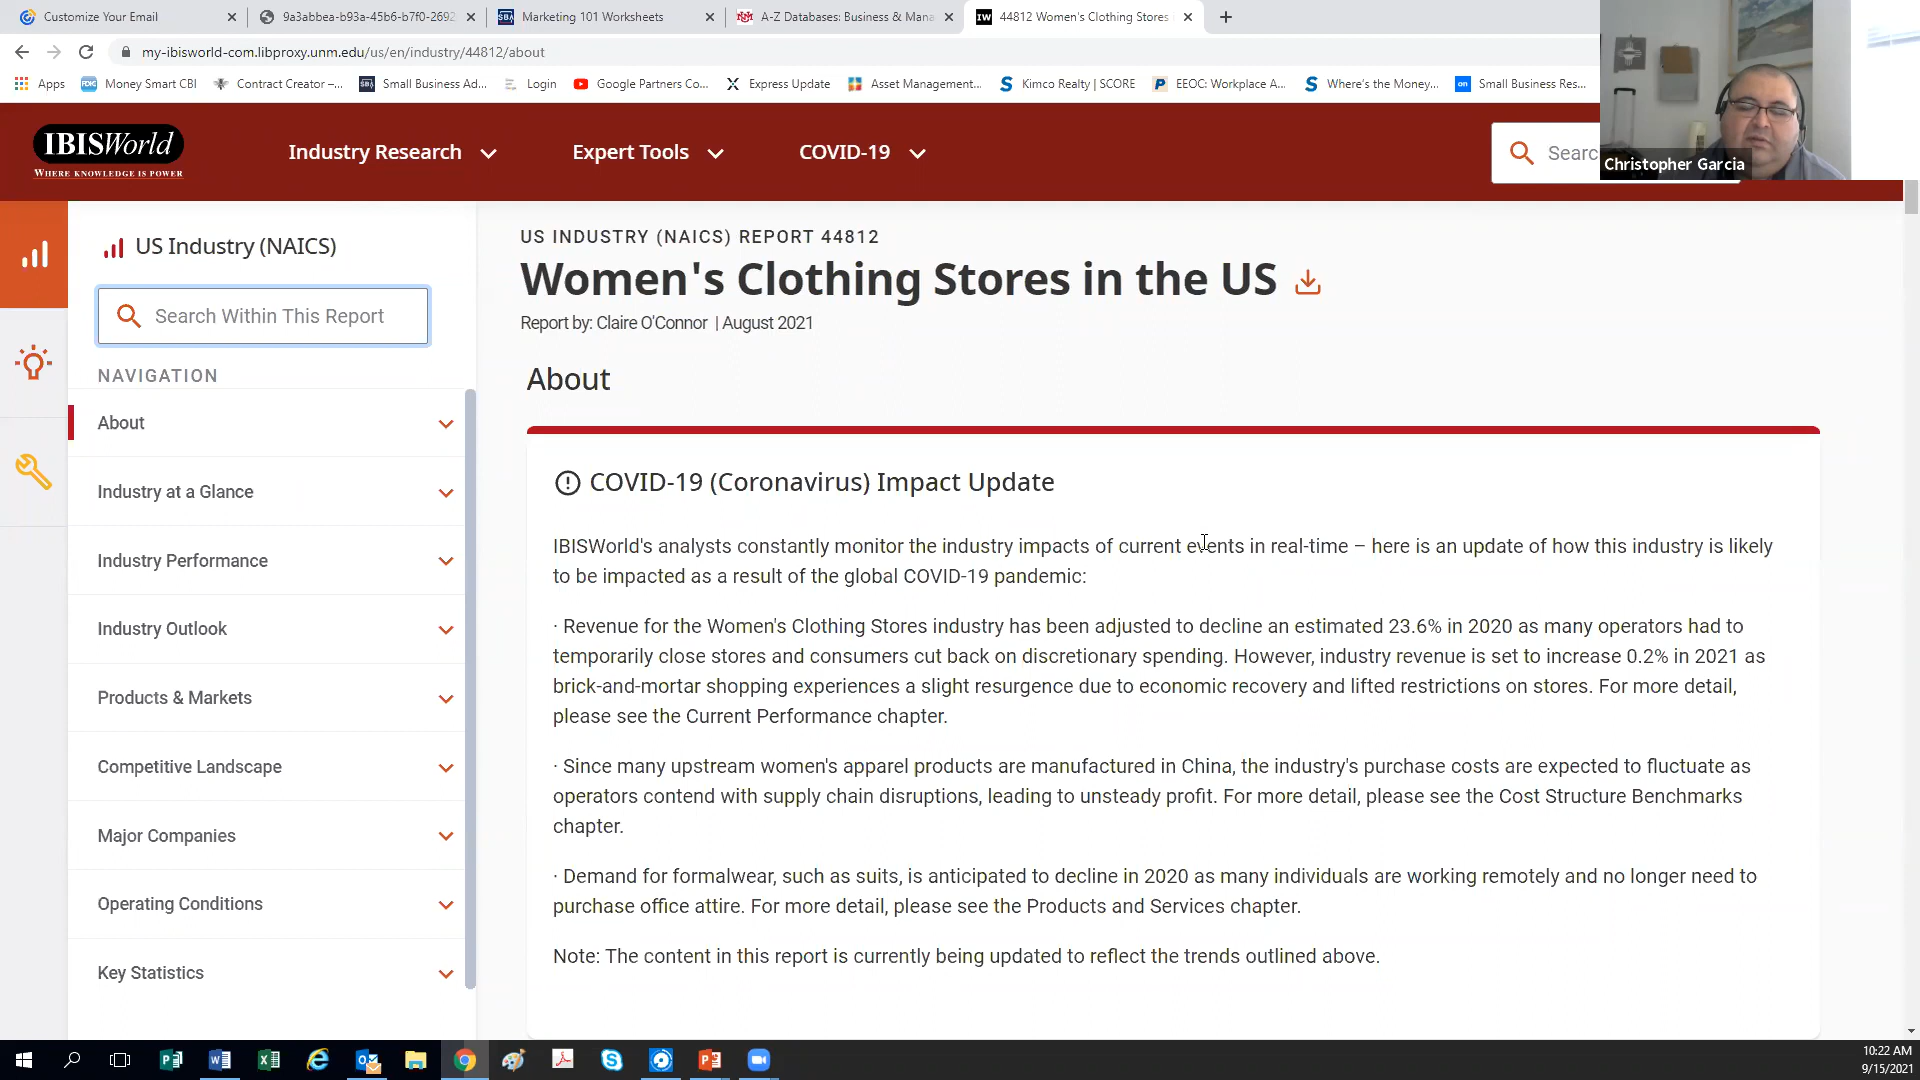 Customize Your Email
9a3abbea-b93a-45b6-b7f0-2692
Marketing 101 Worksheets
A-Z Databases: Business & Mana
44812 Women's Clothing Stores
my-ibisworld-com.libproxy.unm.edu/us/en/industry/44812/about
Apps
Money Smart CBI
Contract Creator –...
Small Business Ad...
Login
Google Partners Co...
Express Update
Asset Management...
Kimco Realty | SCORE
EEOC: Workplace A...
Where's the Money...
Small Business Res...
IBISWorld
WHERE KNOWLEDGE IS POWER
Industry Research
Expert Tools
COVID-19
Searc
Christopher Garcia
US Industry (NAICS)
Search Within This Report
NAVIGATION
About
Industry at a Glance
Industry Performance
Industry Outlook
Products & Markets
Competitive Landscape
Major Companies
Operating Conditions
Key Statistics
US INDUSTRY (NAICS) REPORT 44812
Women's Clothing Stores in the US
Report by: Claire O'Connor | August 2021
About
COVID-19 (Coronavirus) Impact Update
IBISWorld's analysts constantly monitor the industry impacts of current events in real-time – here is an update of how this industry is likely
to be impacted as a result of the global COVID-19 pandemic:
· Revenue for the Women's Clothing Stores industry has been adjusted to decline an estimated 23.6% in 2020 as many operators had to
temporarily close stores and consumers cut back on discretionary spending. However, industry revenue is set to increase 0.2% in 2021 as
brick-and-mortar shopping experiences a slight resurgence due to economic recovery and lifted restrictions on stores. For more detail,
please see the Current Performance chapter.
· Since many upstream women's apparel products are manufactured in China, the industry's purchase costs are expected to fluctuate as
operators contend with supply chain disruptions, leading to unsteady profit. For more detail, please see the Cost Structure Benchmarks
chapter.
· Demand for formalwear, such as suits, is anticipated to decline in 2020 as many individuals are working remotely and no longer need to
purchase office attire. For more detail, please see the Products and Services chapter.
Note: The content in this report is currently being updated to reflect the trends outlined above.
10:22 AM
9/15/2021